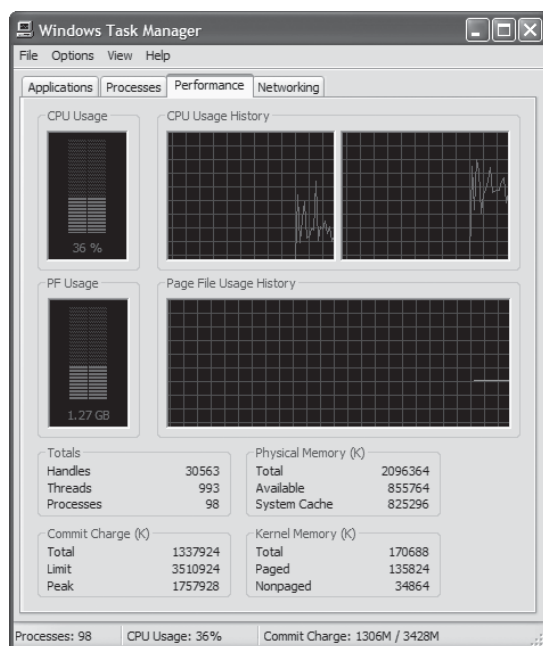 Windows Task Manager
File Options View Help
Applications Processes Performance Networking
CPU Usage CPU Usage History
36 %
PF Usage Page File Usage History
1.27 GB
Totals
Handles 30563
Threads 993
Processes 98
Physical Memory (K)
Total 2096364
Available 855764
System Cache 825296
Commit Charge (K)
Total 1337924
Limit 3510924
Peak 1757928
Kernel Memory (K)
Total 170688
Paged 135824
Nonpaged 34864
Processes: 98 CPU Usage: 36% Commit Charge: 1306M / 3428M